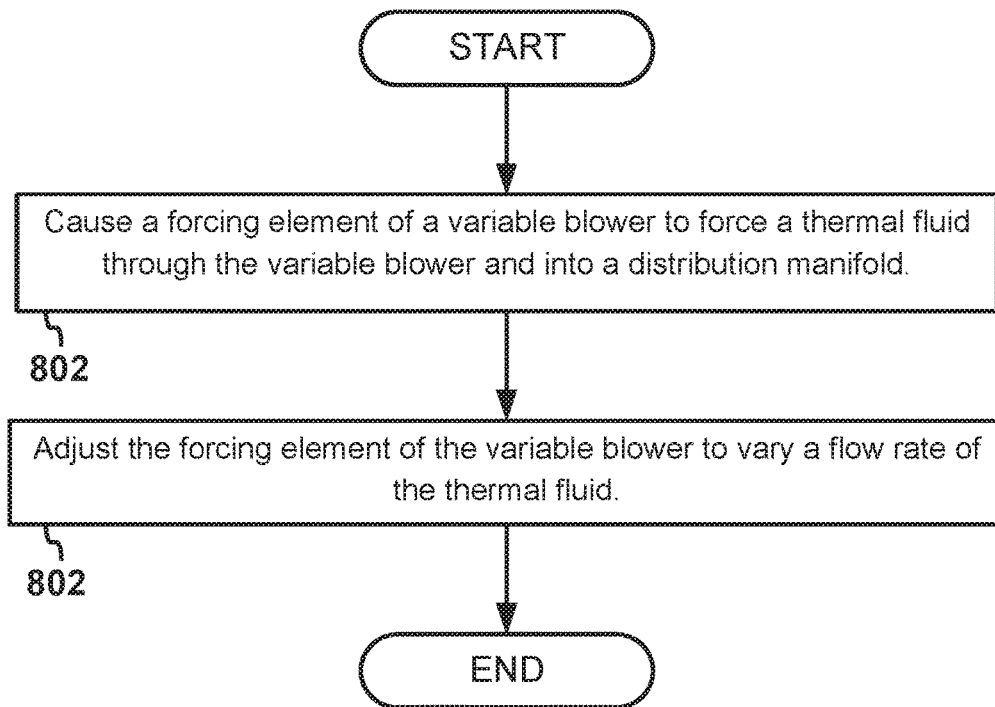 START
Cause a forcing element of a variable blower to force a thermal fluid
through the variable blower and into a distribution manifold.
802
Adjust the forcing element of the variable blower to vary a flow rate of
the thermal fluid.
802
END